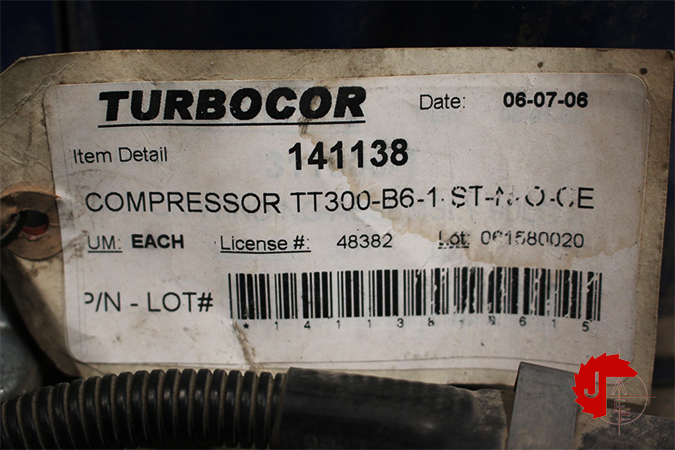 TURBOCOR Date: 06-07-06
Item Detail 141138
COMPRESSOR TT300-B6-1-ST-N-O-CE
UM: EACH License #: 48382 Lot: 061580020
P/N - LOT#